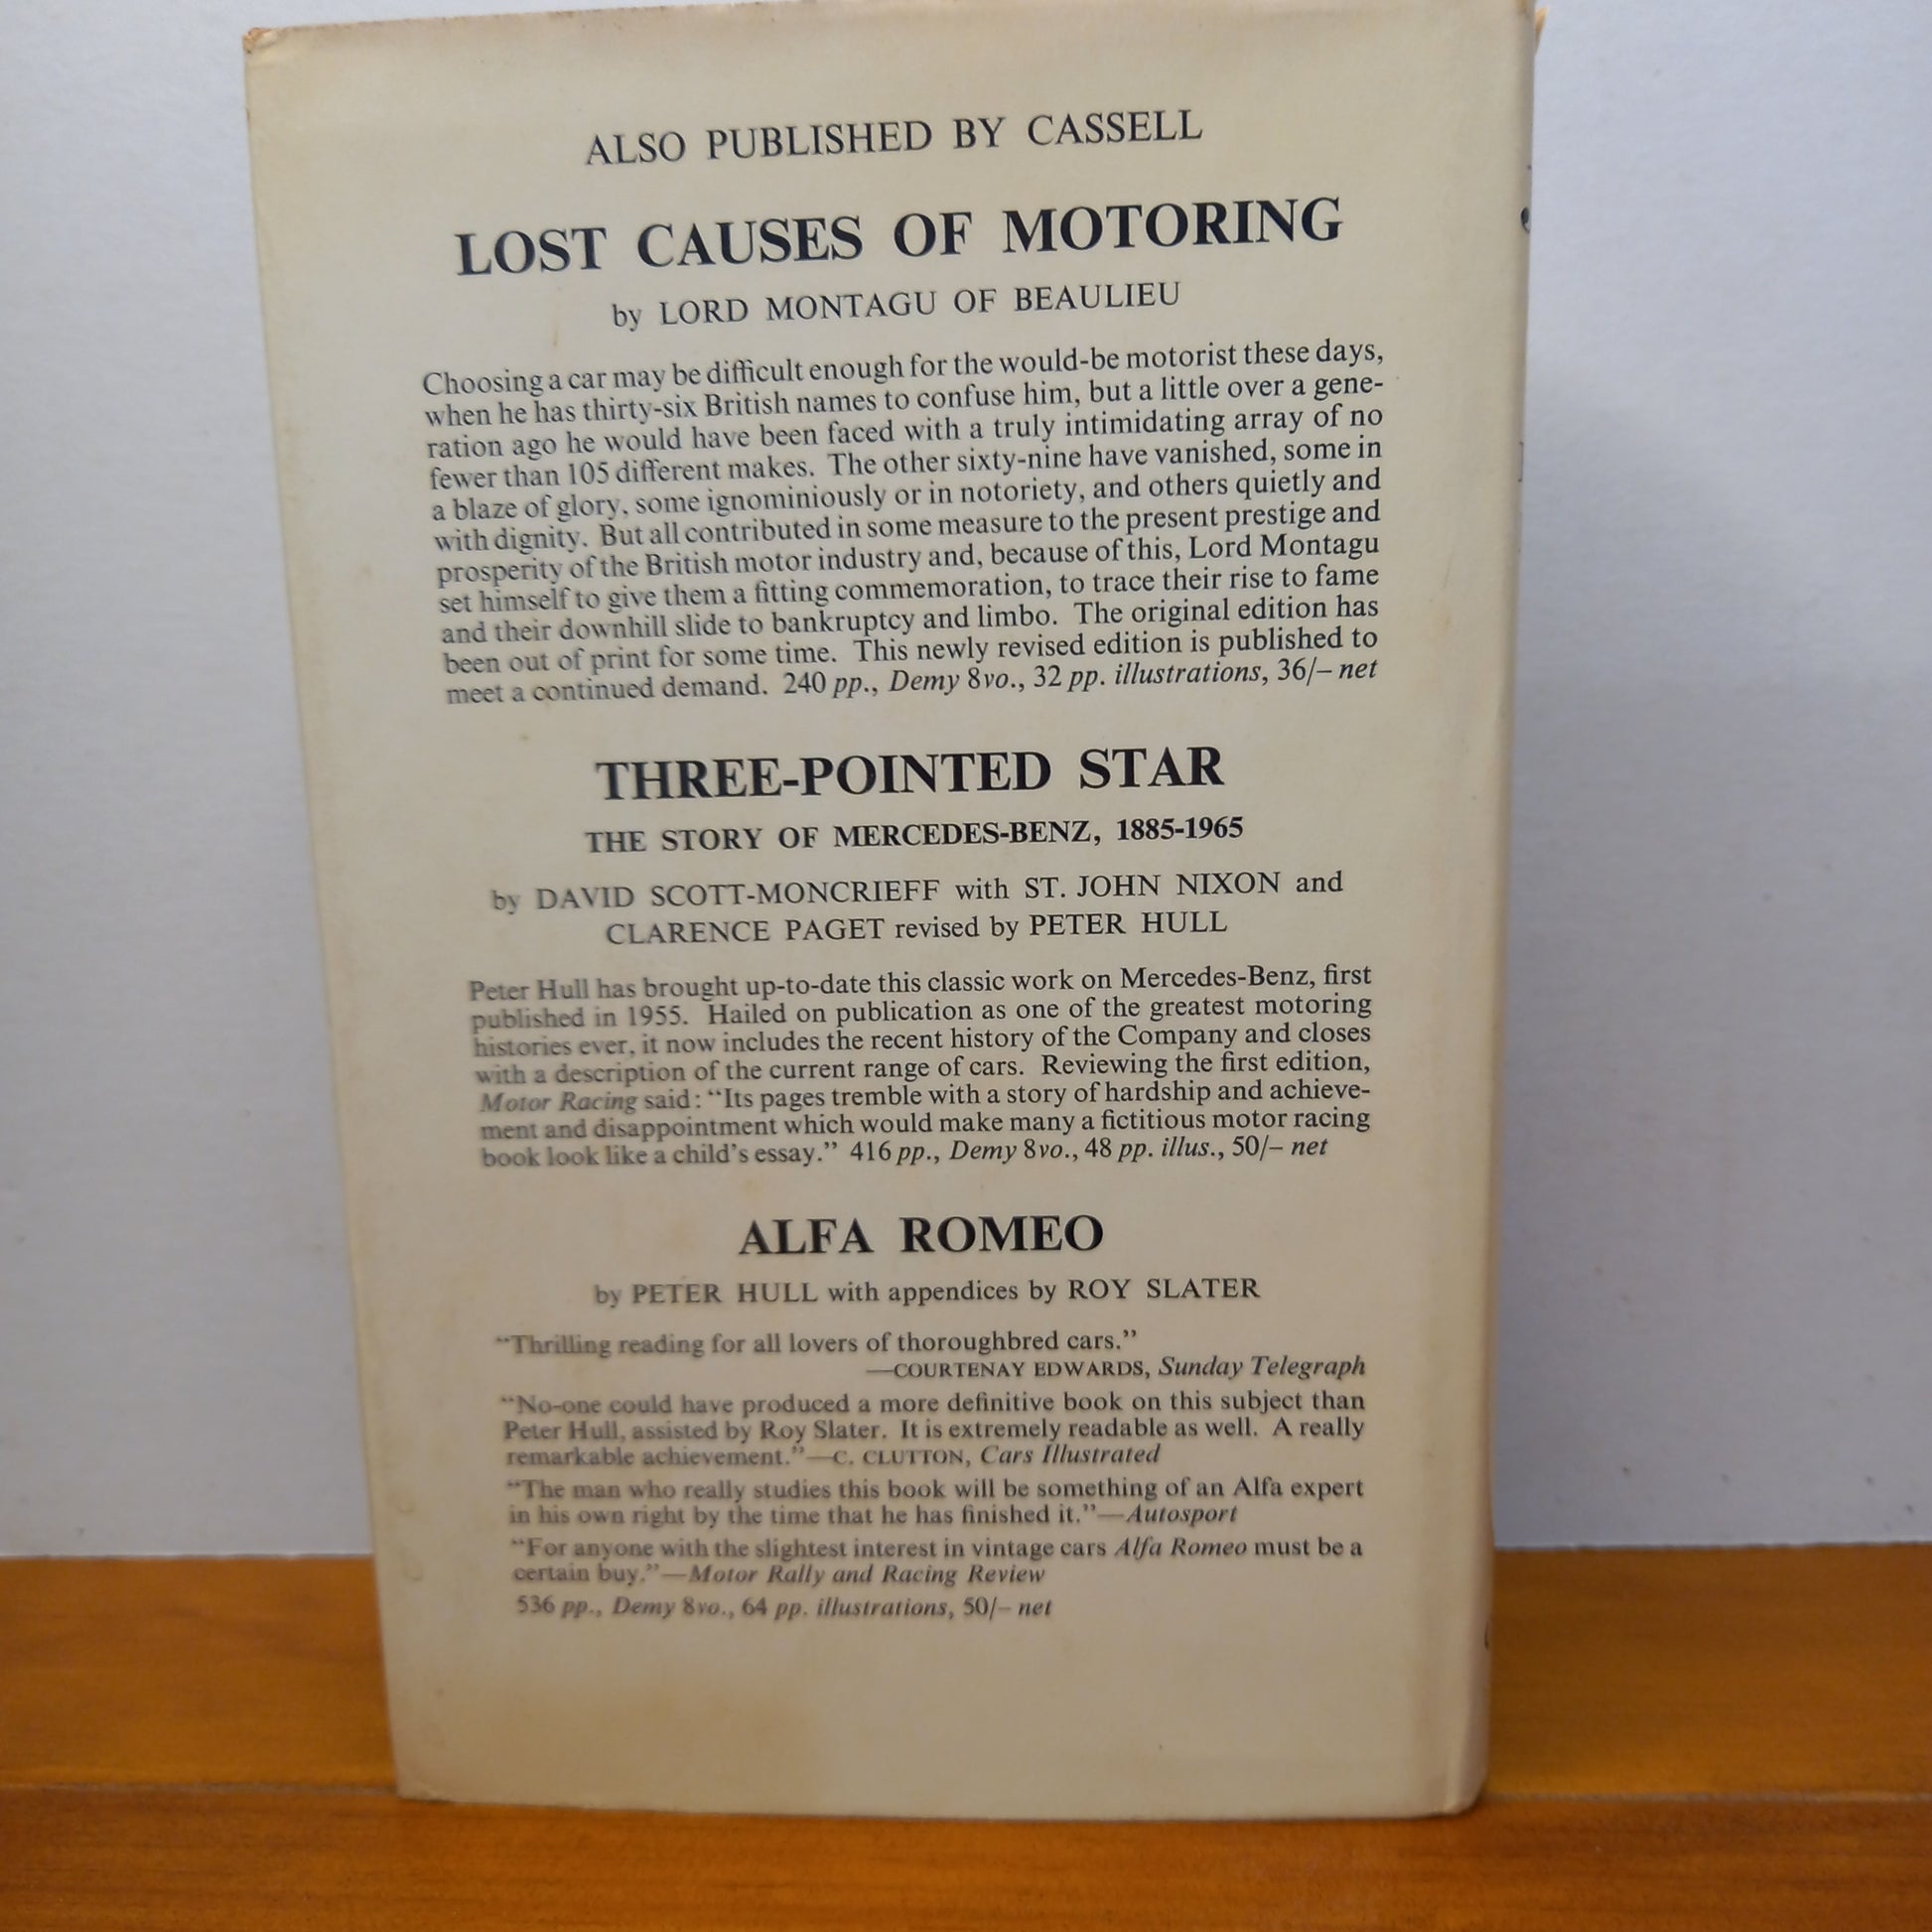 ALSO PUBLISHED BY CASSELL
LOST CAUSES OF MOTORING
by LORD MONTAGU OF BEAULIEU
Choosing a car may be difficult enough for the would-be motorist these days,
when he has thirty-six British names to confuse him, but a little over a gene-
ration ago he would have been faced with a truly intimidating array of no
fewer than 105 different makes. The other sixty-nine have vanished, some in
a blaze of glory, some ignominiously or in notoriety, and others quietly and
with dignity. But all contributed in some measure to the present prestige and
prosperity of the British motor industry and, because of this, Lord Montagu
set himself to give them a fitting commemoration, to trace their rise to fame
and their downhill slide to bankruptcy and limbo. The original edition has
been out of print for some time. This newly revised edition is published to
meet a continued demand. 240 pp., Demy 8vo., 32 pp. illustrations, 36/– net
THREE-POINTED STAR
THE STORY OF MERCEDES-BENZ, 1885-1965
by DAVID SCOTT-MONCRIEFF with ST. JOHN NIXON and
CLARENCE PAGET revised by PETER HULL
Peter Hull has brought up-to-date this classic work on Mercedes-Benz, first
published in 1955. Hailed on publication as one of the greatest motoring
histories ever, it now includes the recent history of the Company and closes
with a description of the current range of cars. Reviewing the first edition,
Motor Racing said: “Its pages tremble with a story of hardship and achieve-
ment and disappointment which would make many a fictitious motor racing
book look like a child’s essay.” 416 pp., Demy 8vo., 48 pp. illus., 50/– net
ALFA ROMEO
by PETER HULL with appendices by ROY SLATER
“Thrilling reading for all lovers of thoroughbred cars.”
—COURTENAY EDWARDS, Sunday Telegraph
“No-one could have produced a more definitive book on this subject than
Peter Hull, assisted by Roy Slater. It is extremely readable as well. A really
remarkable achievement.”—C. CLUTTON, Cars Illustrated
“The man who really studies this book will be something of an Alfa expert
in his own right by the time that he has finished it.”—Autosport
“For anyone with the slightest interest in vintage cars Alfa Romeo must be a
certain buy.”—Motor Rally and Racing Review
536 pp., Demy 8vo., 64 pp. illustrations, 50/– net